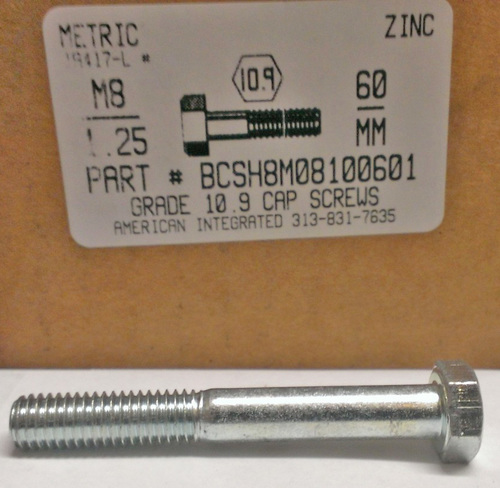 METRIC
ZINC
M8
10.9
60
1.25
MM
PART # BCSH8M08100601
GRADE 10.9 CAP SCREWS
AMERICAN INTEGRATED 313-831-7635